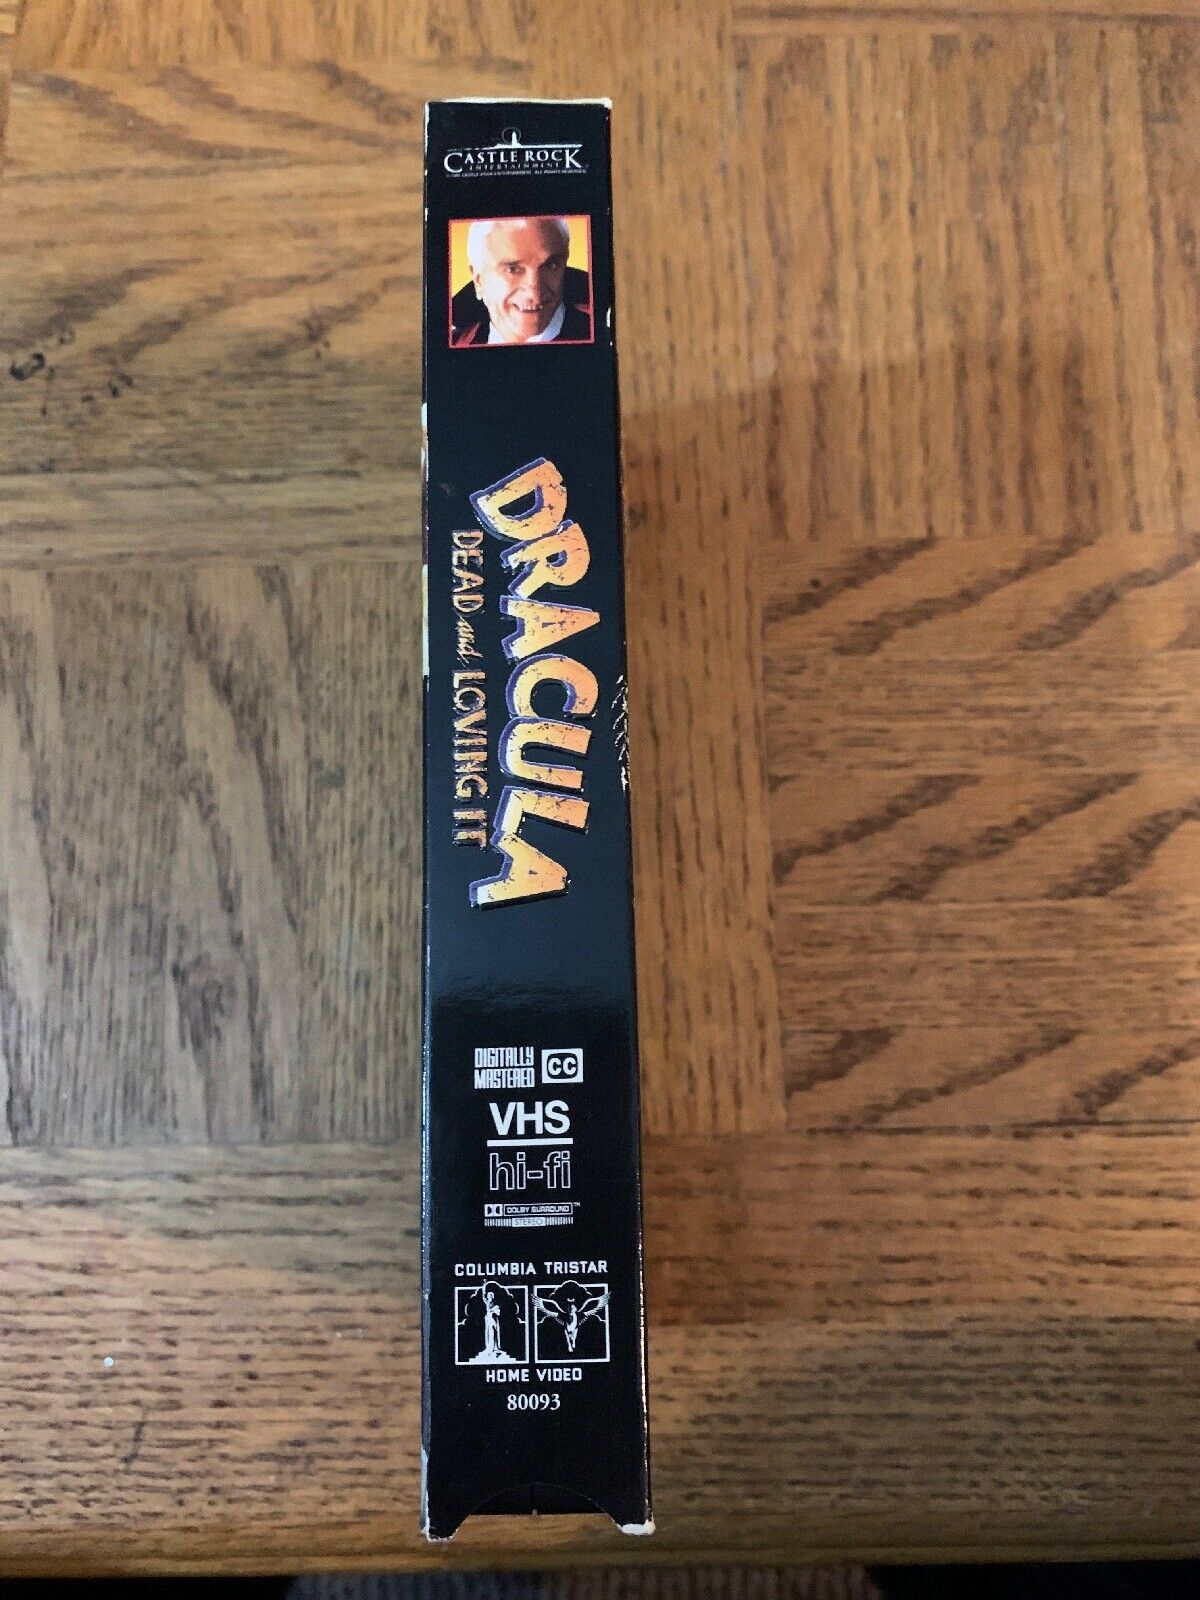 CASTLE ROCK
ENTERTAINMENT
DRACULA
DEAD and LOVING IT
DIGITALLY
MASTERED
CC
VHS
hi-fi
DOLBY SURROUND™
STEREO
COLUMBIA TRISTAR
HOME VIDEO
80093